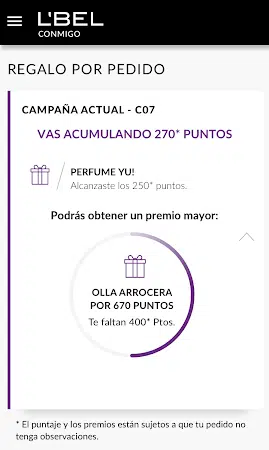 L'BEL
CONMIGO
REGALO POR PEDIDO
CAMPAÑA ACTUAL - C07
VAS ACUMULANDO 270* PUNTOS
PERFUME YU!
Alcanzaste los 250* puntos.
Podrás obtener un premio mayor:
OLLA ARROCERA
POR 670 PUNTOS
Te faltan 400* Ptos.
* El puntaje y los premios están sujetos a que tu pedido
no tenga observaciones.